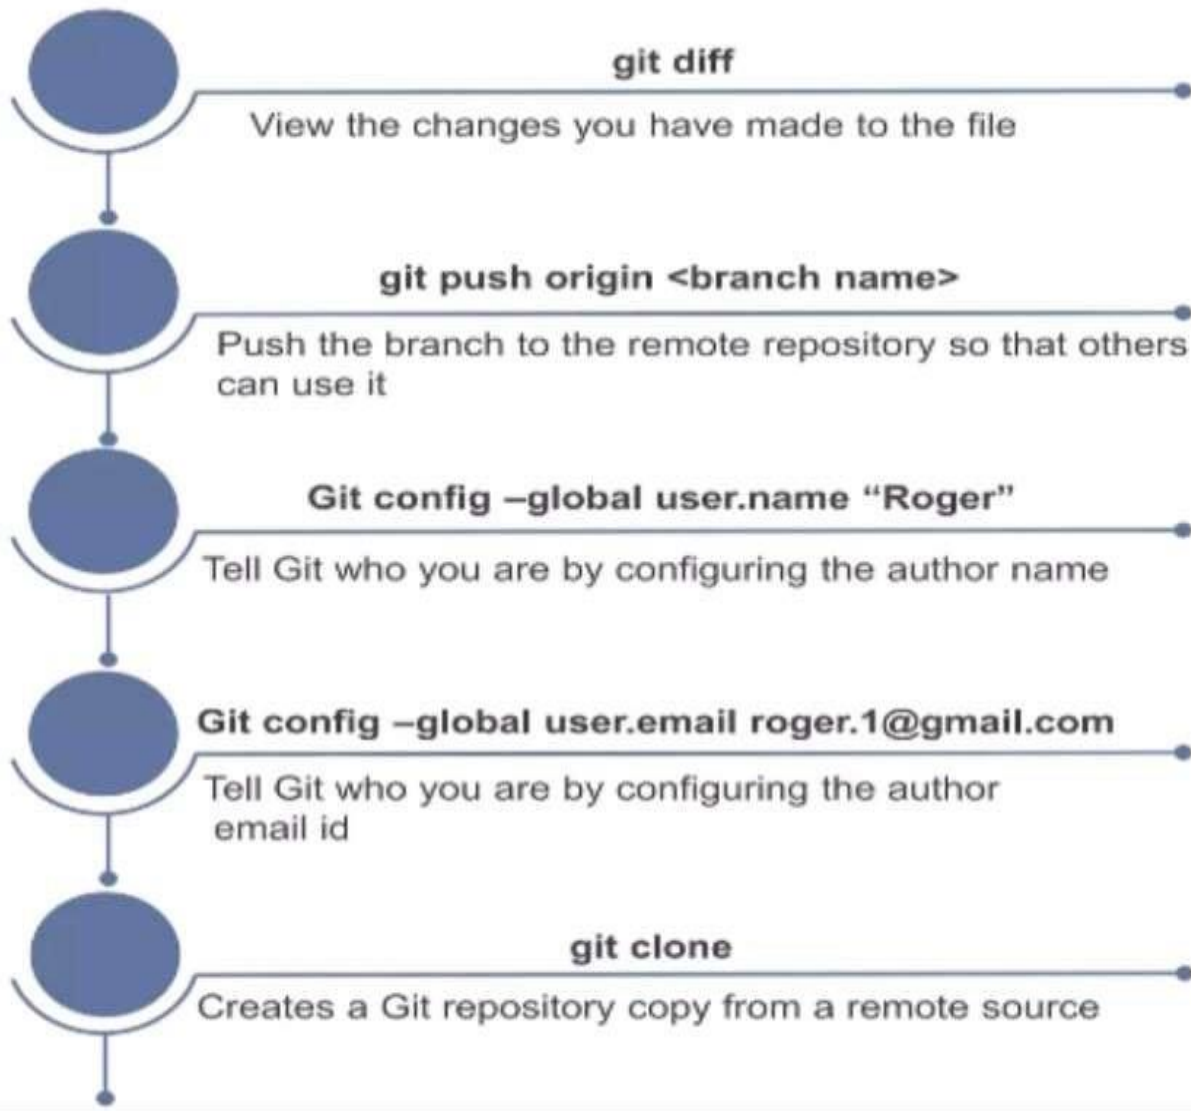 git diff
View the changes you have made to the file
git push origin <branch name>
Push the branch to the remote repository so that others
can use it
Git config –global user.name “Roger”
Tell Git who you are by configuring the author name
Git config –global user.email roger.1@gmail.com
Tell Git who you are by configuring the author
email id
git clone
Creates a Git repository copy from a remote source